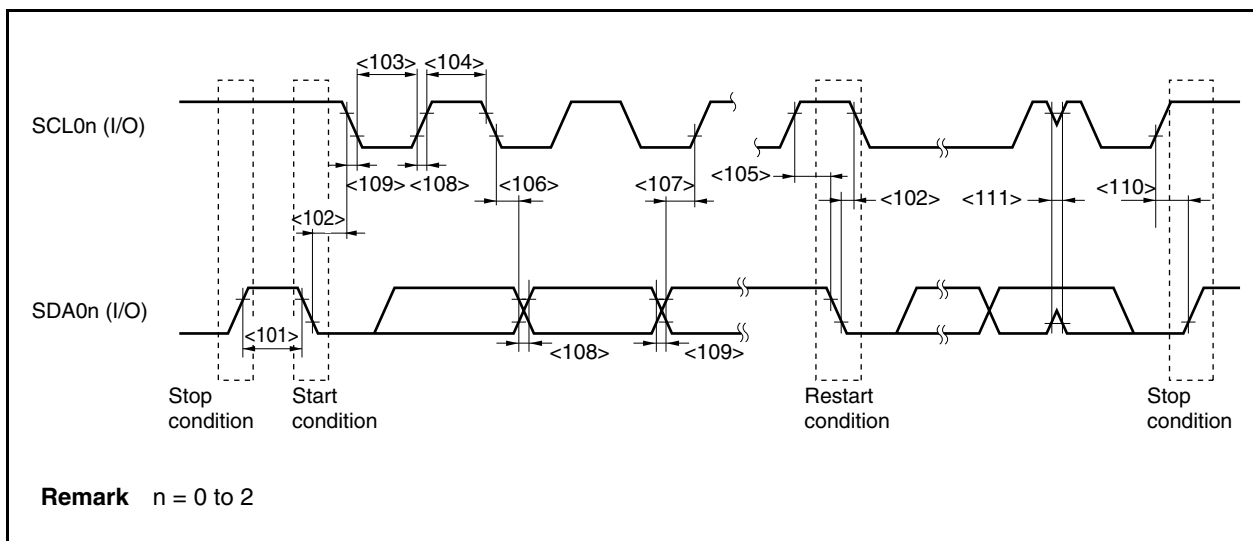 <103> <104>
SCL0n (I/O)
<109> <108> <106> <107> <105> <102> <111> <110>
<102>
SDA0n (I/O)
<101> <108> <109>
Stop condition
Start condition
Restart condition
Stop condition
Remark n = 0 to 2